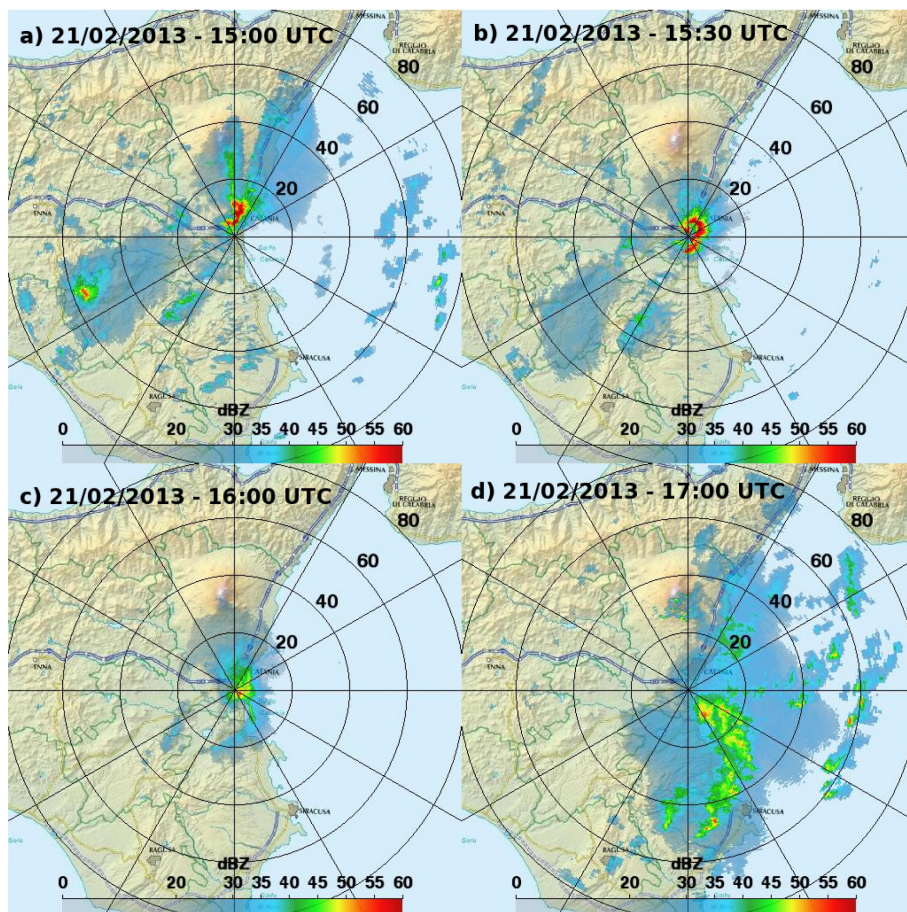 a) 21/02/2013 - 15:00 UTC
MESSINA
REGGIO
DI CALABRIA
80
60
40
20
ENNA
CATANIA
SIRACUSA
RAGUSA
dBZ
0 20 30 35 40 45 50 55 60
b) 21/02/2013 - 15:30 UTC
MESSINA
REGGIO
DI CALABRIA
80
60
40
20
ENNA
SIRACUSA
RAGUSA
dBZ
0 20 30 35 40 45 50 55 60
c) 21/02/2013 - 16:00 UTC
MESSINA
REGGIO
DI CALABRIA
80
60
40
20
ENNA
CATANIA
SIRACUSA
RAGUSA
dBZ
0 20 30 35 40 45 50 55 60
d) 21/02/2013 - 17:00 UTC
MESSINA
REGGIO
DI CALABRIA
80
60
40
20
ENNA
CATANIA
SIRACUSA
RAGUSA
dBZ
0 20 30 35 40 45 50 55 60